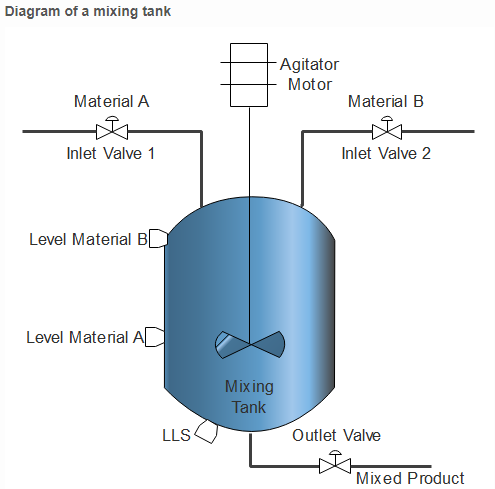 Diagram of a mixing tank
Agitator
Motor
Material A
Material B
Inlet Valve 1
Inlet Valve 2
Level Material B
Level Material A
Mixing
Tank
LLS
Outlet Valve
Mixed Product